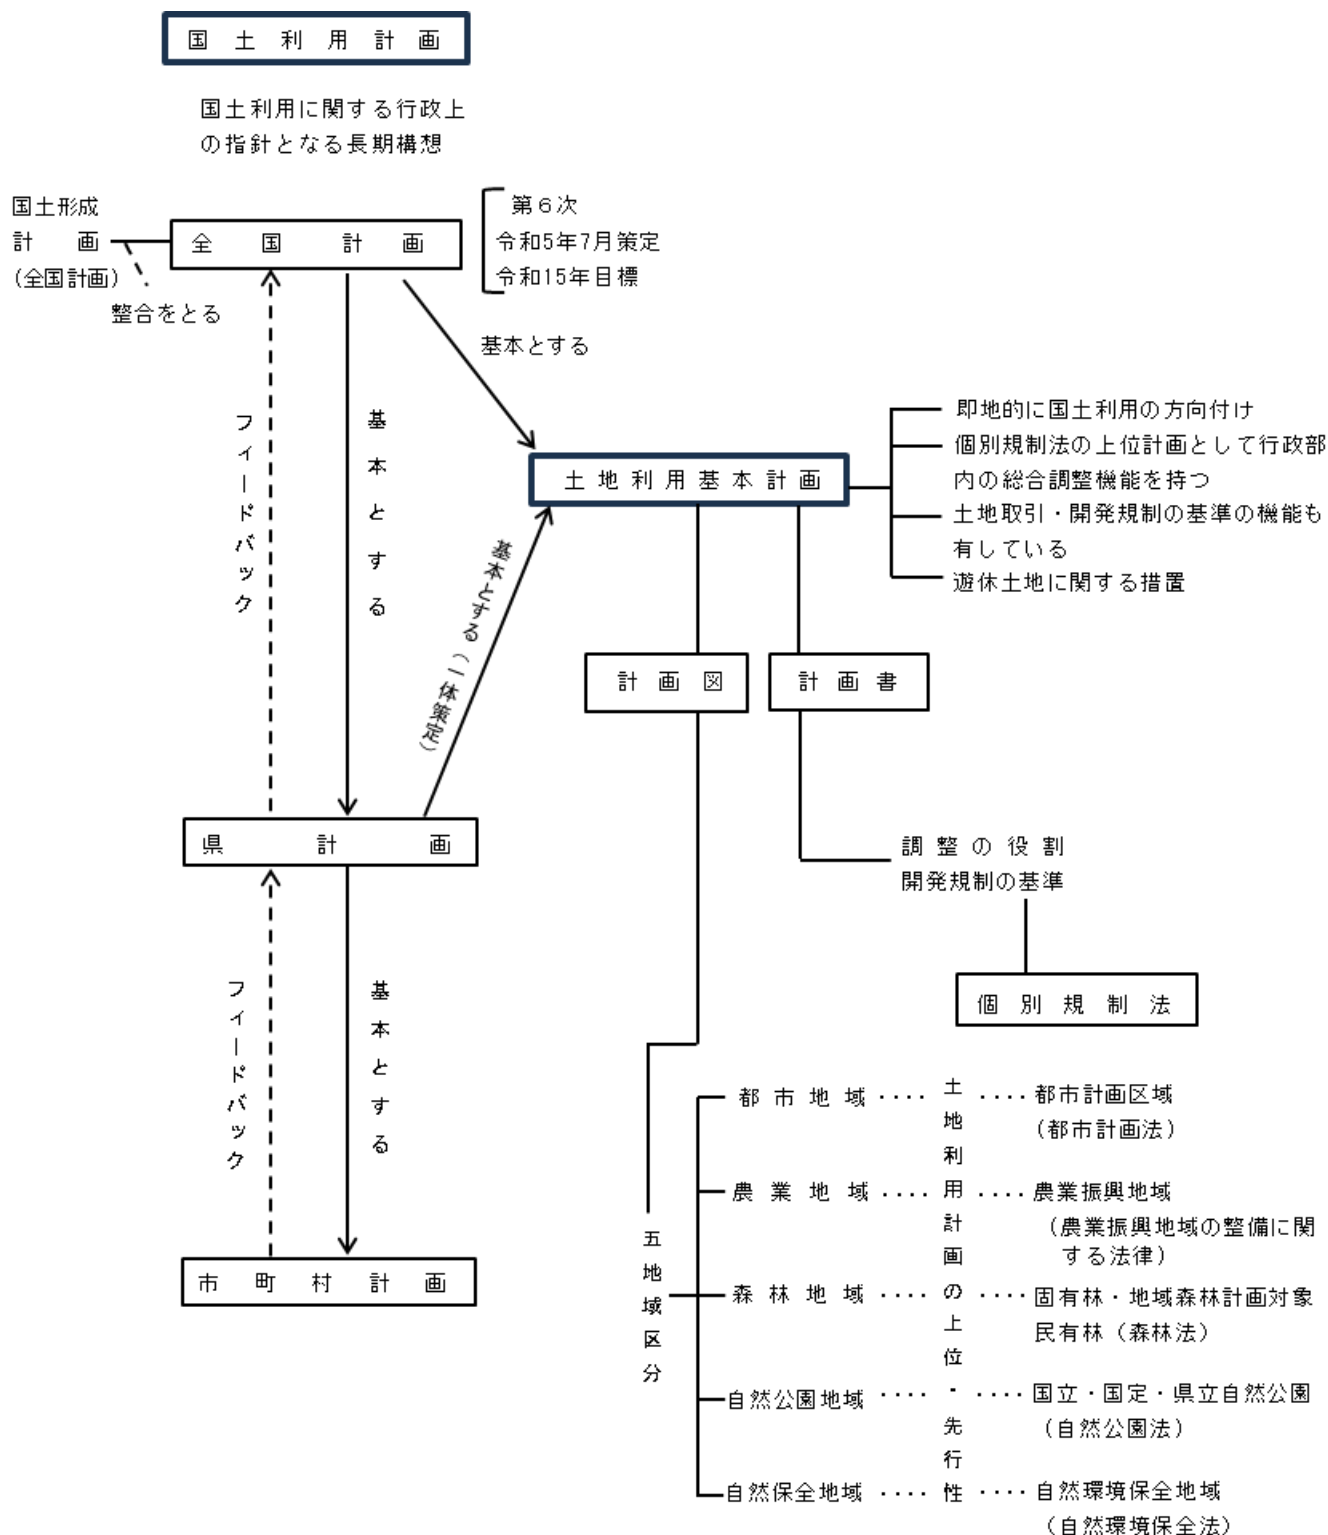 国土利用計画
国土利用に関する行政上
の指針となる長期構想
国土形成
計画
(全国計画)
整合をとる
全国計画
第６次
令和5年7月策定
令和15年目標
基本とする
フィードバック
基本とする
基本とする（一体策定）
土地利用基本計画
即地的に国土利用の方向付け
個別規制法の上位計画として行政部
内の総合調整機能を持つ
土地取引・開発規制の基準の機能も
有している
遊休土地に関する措置
計画図
計画書
県計画
調整の役割
開発規制の基準
個別規制法
フィードバック
基本とする
市町村計画
五地域区分
土地利用計画の上位・先行性
都市地域 ････ ････ 都市計画区域
（都市計画法）
農業地域 ････ ････ 農業振興地域
（農業振興地域の整備に関
する法律）
森林地域 ････ ････ 固有林・地域森林計画対象
民有林（森林法）
自然公園地域 ････ ････ 国立・国定・県立自然公園
（自然公園法）
自然保全地域 ････ ････ 自然環境保全地域
（自然環境保全法）